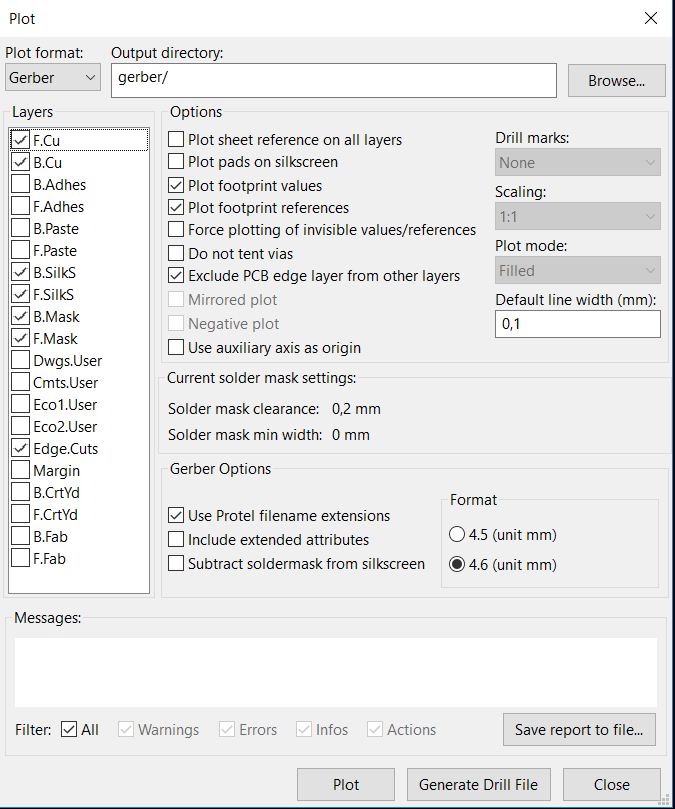 Plot
Plot format:
Output directory:
Gerber
gerber/
Browse...
Layers
F.Cu
B.Cu
B.Adhes
F.Adhes
B.Paste
F.Paste
B.SilkS
F.SilkS
B.Mask
F.Mask
Dwgs.User
Cmts.User
Eco1.User
Eco2.User
Edge.Cuts
Margin
B.CrtYd
F.CrtYd
B.Fab
F.Fab
Options
Plot sheet reference on all layers
Plot pads on silkscreen
Plot footprint values
Plot footprint references
Force plotting of invisible values/references
Do not tent vias
Exclude PCB edge layer from other layers
Mirrored plot
Negative plot
Use auxiliary axis as origin
Drill marks:
None
Scaling:
1:1
Plot mode:
Filled
Default line width (mm):
0,1
Current solder mask settings:
Solder mask clearance: 0,2 mm
Solder mask min width: 0 mm
Gerber Options
Use Protel filename extensions
Include extended attributes
Subtract soldermask from silkscreen
Format
4.5 (unit mm)
4.6 (unit mm)
Messages:
Filter: All Warnings Errors Infos Actions
Save report to file...
Plot
Generate Drill File
Close